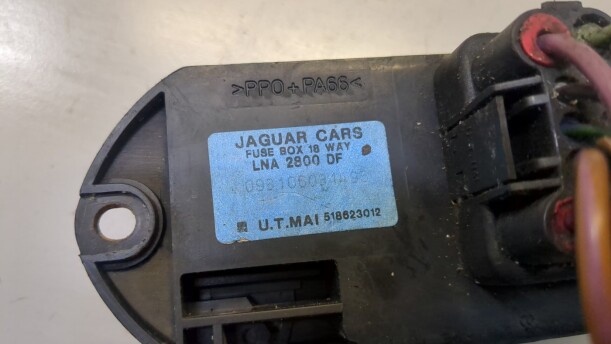 >PPO+PA66<
JAGUAR CARS
FUSE BOX 18 WAY
LNA 2800 DF
U.T.MAI 518623012